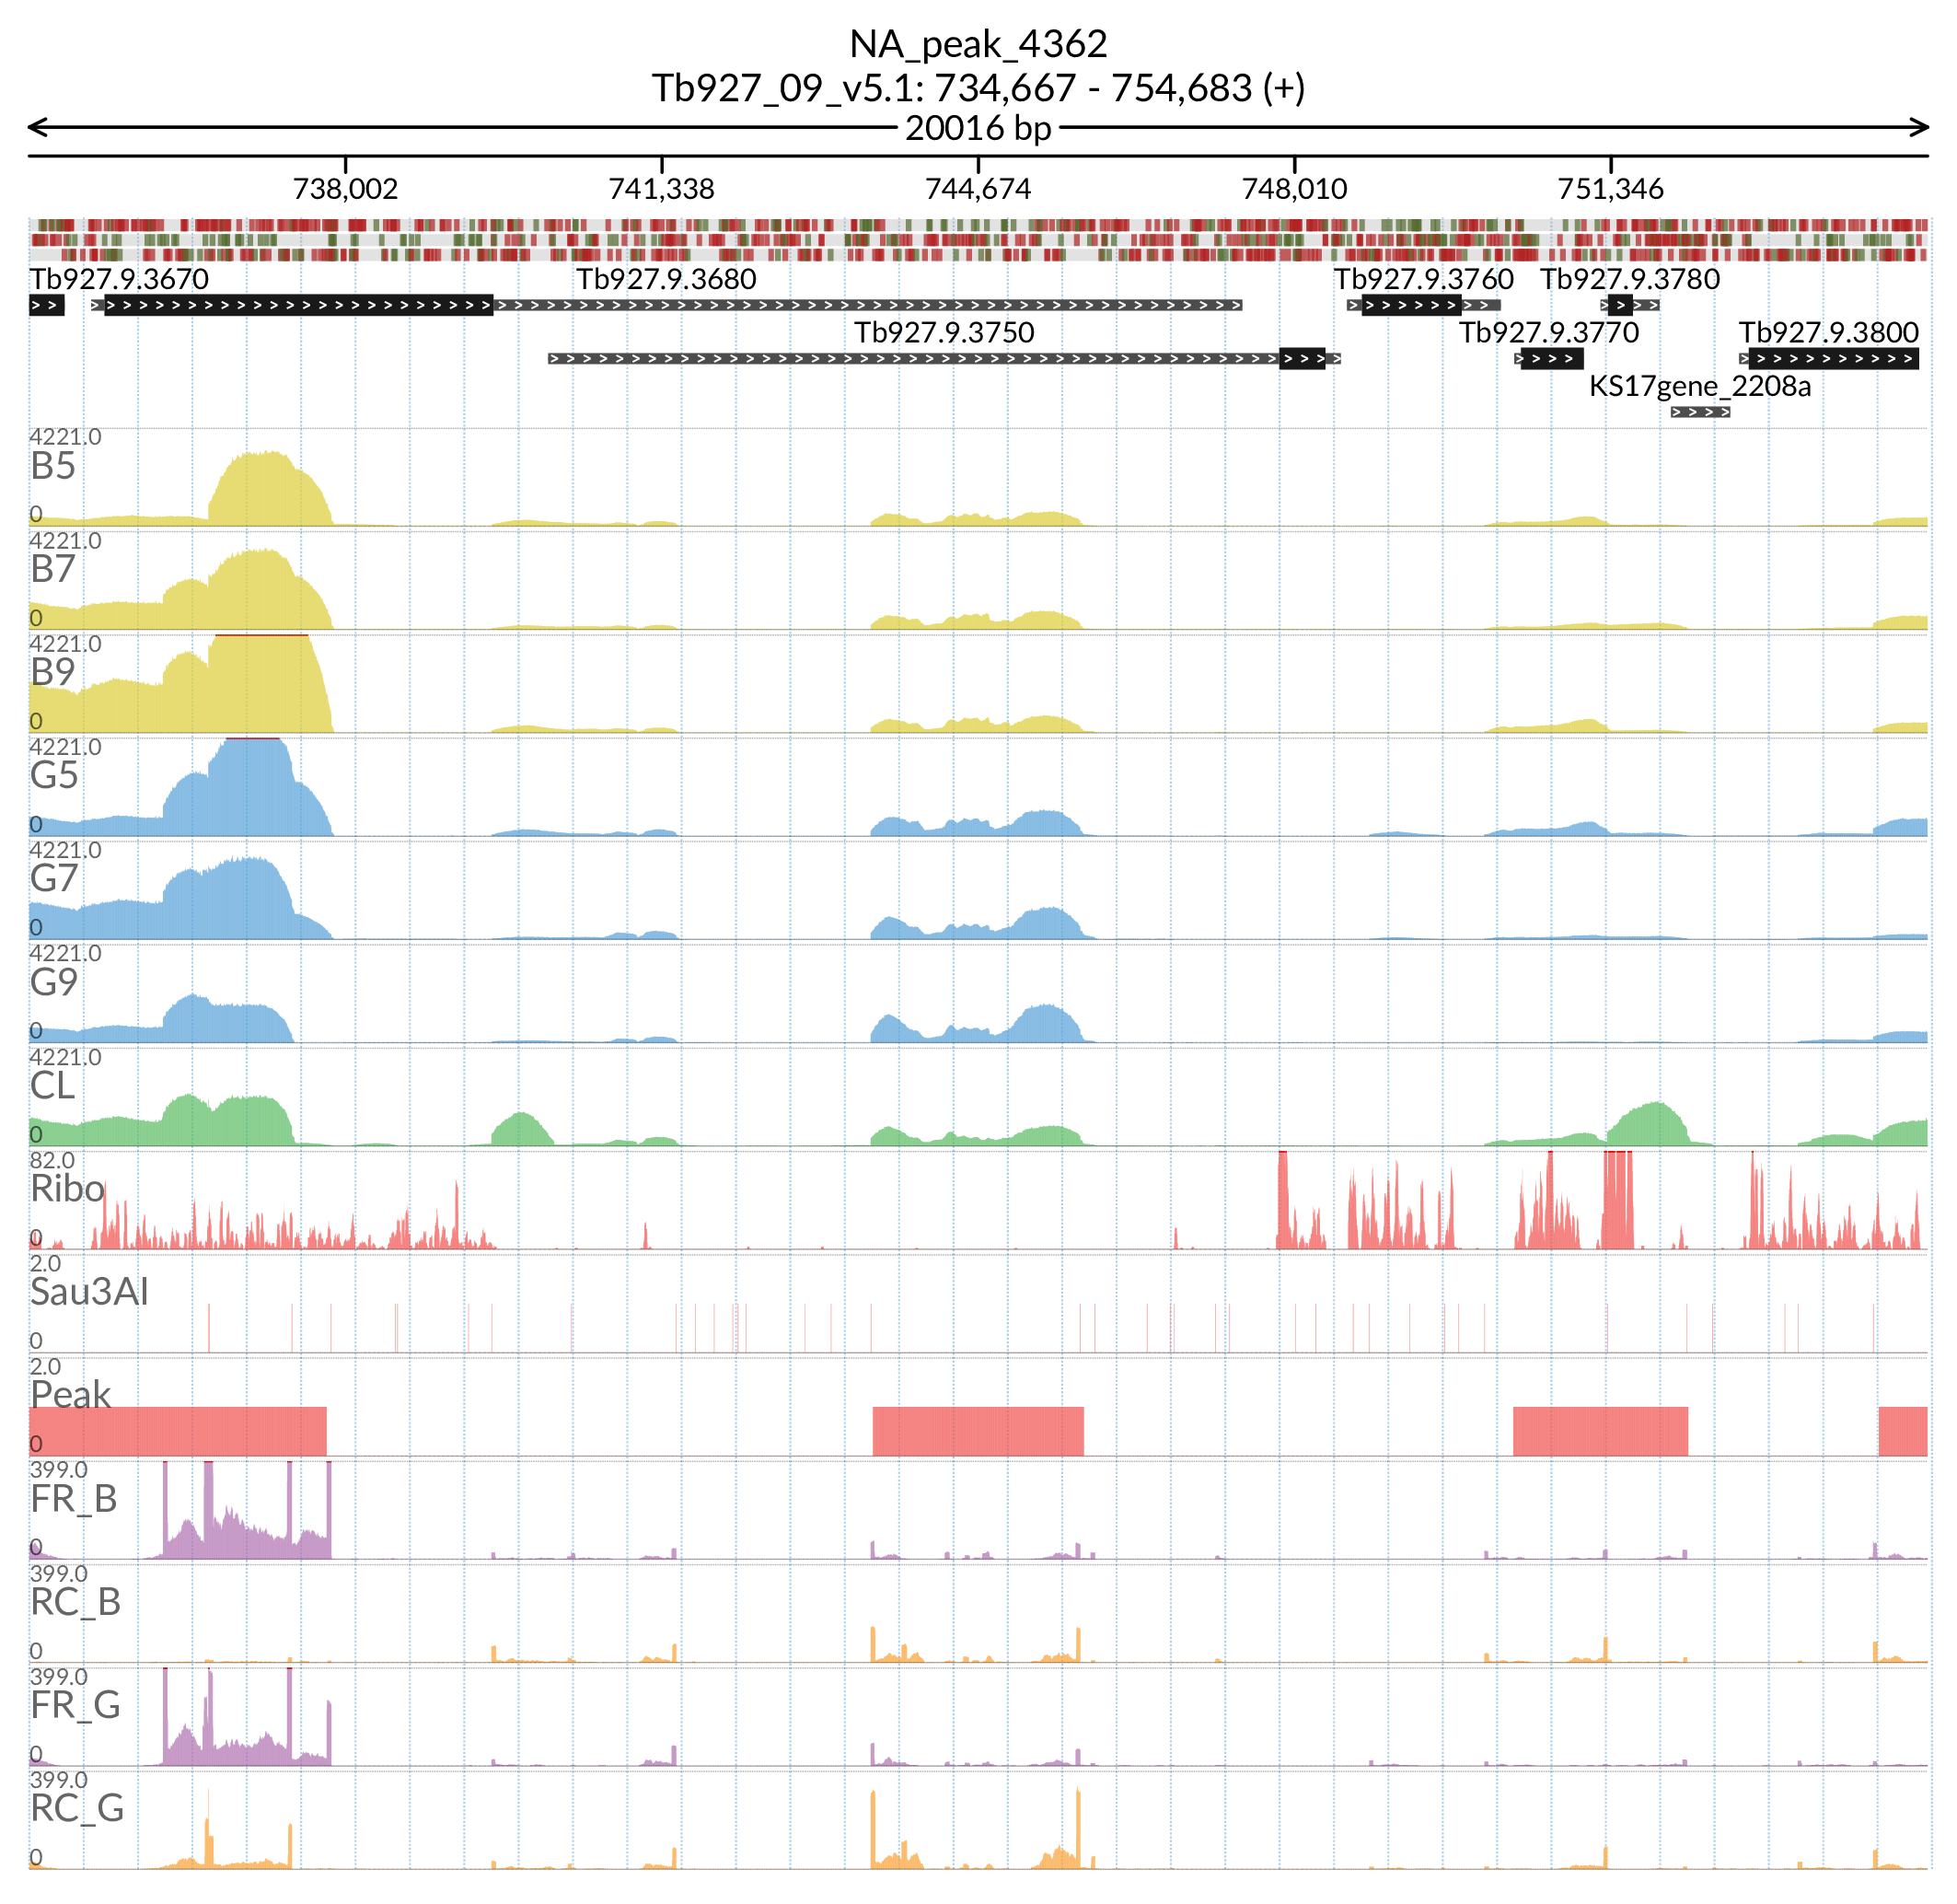 NA_peak_4362
Tb927_09_v5.1: 734,667 - 754,683 (+)
20016 bp
738,002 741,338 744,674 748,010 751,346
Tb927.9.3670 Tb927.9.3680 Tb927.9.3760 Tb927.9.3780
Tb927.9.3750 Tb927.9.3770 Tb927.9.3800
KS17gene_2208a
4221.0
B5
0
4221.0
B7
0
4221.0
B9
0
4221.0
G5
0
4221.0
G7
0
4221.0
G9
0
4221.0
CL
0
82.0
Ribo
0
2.0
Sau3AI
0
2.0
Peak
0
399.0
FR_B
0
399.0
RC_B
0
399.0
FR_G
0
399.0
RC_G
0